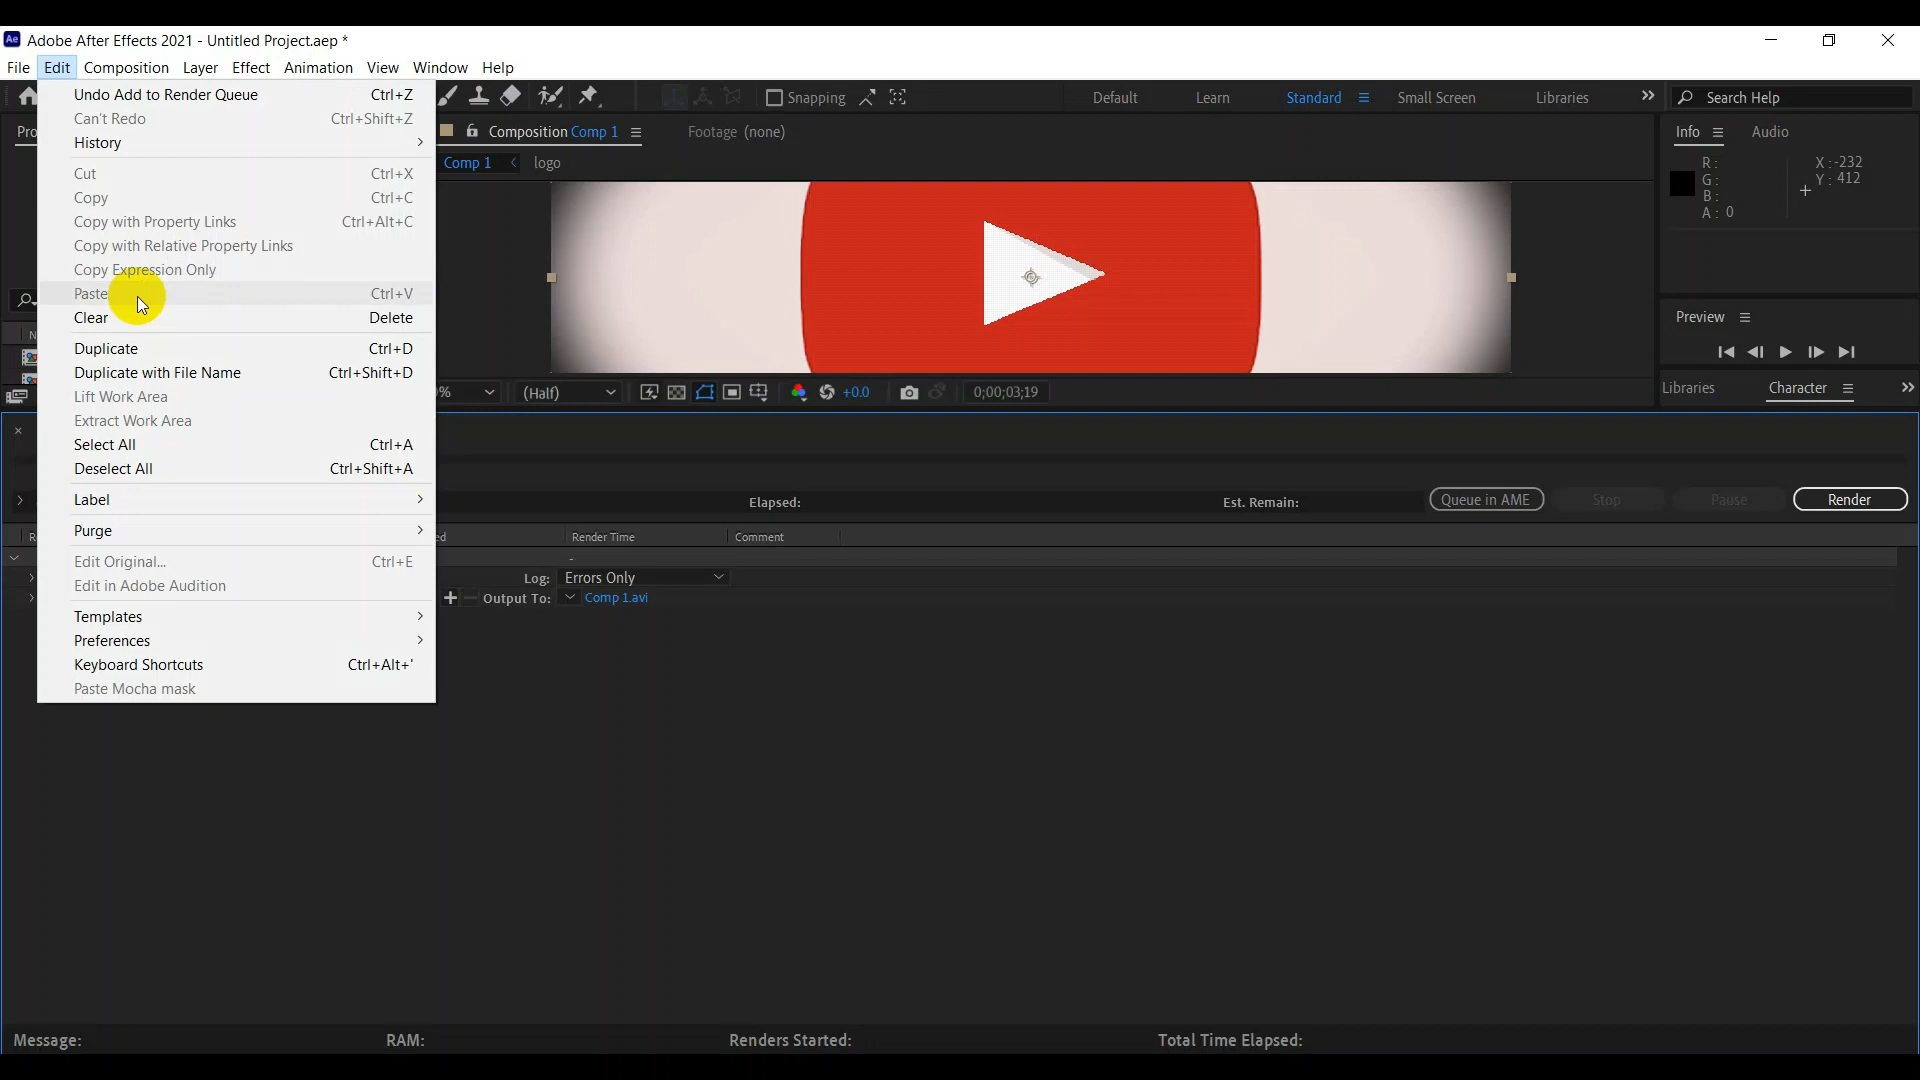 Ae Adobe After Effects 2021 - Untitled Project.aep *
File Edit Composition Layer Effect Animation View Window Help
Undo Add to Render Queue Ctrl+Z
Can't Redo Ctrl+Shift+Z
History
Cut Ctrl+X
Copy Ctrl+C
Copy with Property Links Ctrl+Alt+C
Copy with Relative Property Links
Copy Expression Only
Paste Ctrl+V
Clear Delete
Duplicate Ctrl+D
Duplicate with File Name Ctrl+Shift+D
Lift Work Area
Extract Work Area
Select All Ctrl+A
Deselect All Ctrl+Shift+A
Label
Purge
Edit Original... Ctrl+E
Edit in Adobe Audition
Templates
Preferences
Keyboard Shortcuts Ctrl+Alt+'
Paste Mocha mask
Snapping
Default Learn Standard Small Screen Libraries
Search Help
Composition Comp 1 Footage (none)
Comp 1 logo
Info Audio
R: X: -232
G: Y: 412
B:
A: 0
Preview
% (Half) +0.0 0;00;03;19
Libraries Character
Elapsed: Est. Remain: Queue in AME Stop Pause Render
Render Time Comment
-
Log: Errors Only
+ Output To: Comp 1.avi
Message: RAM: Renders Started: Total Time Elapsed: